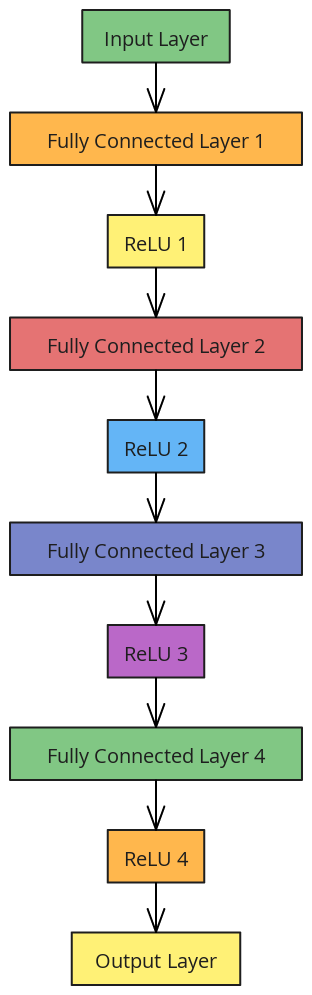 Input Layer
Fully Connected Layer 1
ReLU 1
Fully Connected Layer 2
ReLU 2
Fully Connected Layer 3
ReLU 3
Fully Connected Layer 4
ReLU 4
Output Layer